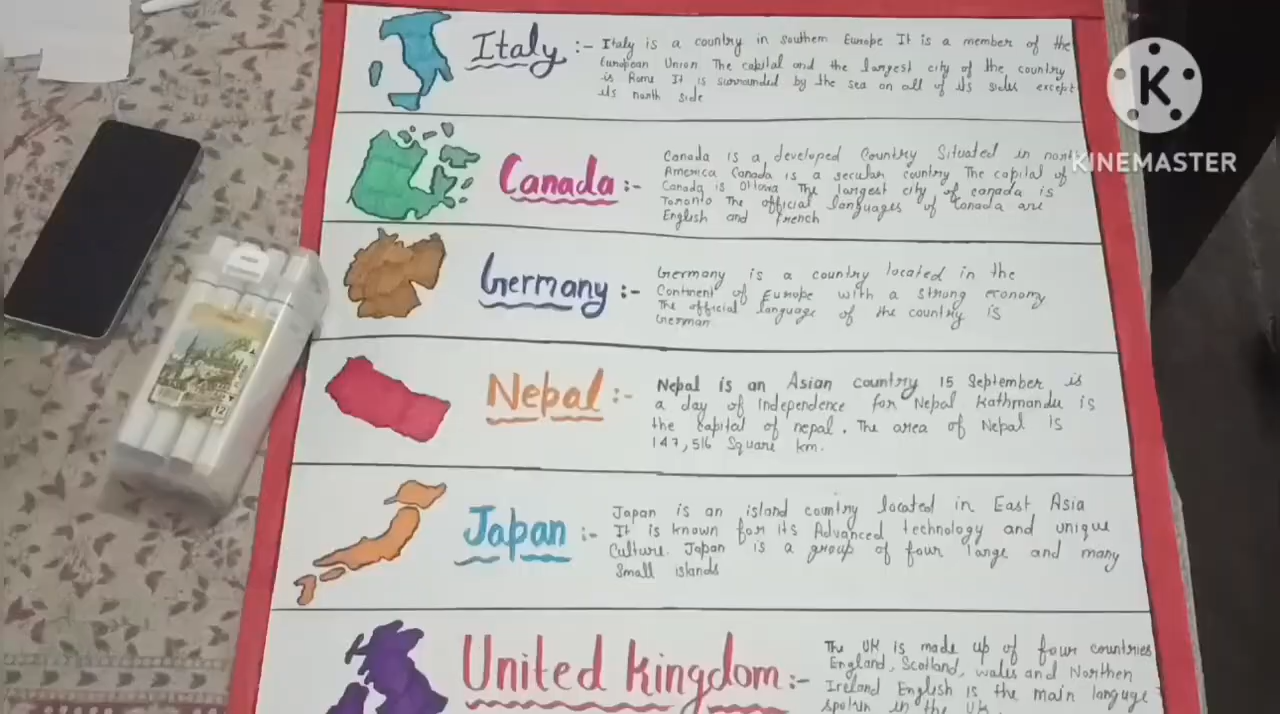 Italy :- Italy is a country in southern Europe It is a member of the
European Union. The capital and the largest city of the country
is Rome It is surranded by the sea on all of its sides except
its north side
Canada :- Canada is a developed Country Situated in north
America Canada is a secular country The capital of
Canada is Ottawa The largest city of canada is
Toronto The official languages of Canada are
English and french
Germany :- Germany is a country located in the
Continent of Europe with a strong economy
The official language of the country is
German
Nepal :- Nepal is an Asian country 15 September is
a day of independence for Nepal Kathmandu is
the capital of nepal. The area of Nepal is
147,516 Square km.
Japan :- Japan is an island country located in East Asia
It is known for its Advanced technology and unique
Culture. Japan is a group of four large and many
Small islands
United kingdom :- The UK is made up of four countries
England, Scotland, wales and Northen
Ireland English is the main language
spoken in the UK.
K
KINEMASTER
12